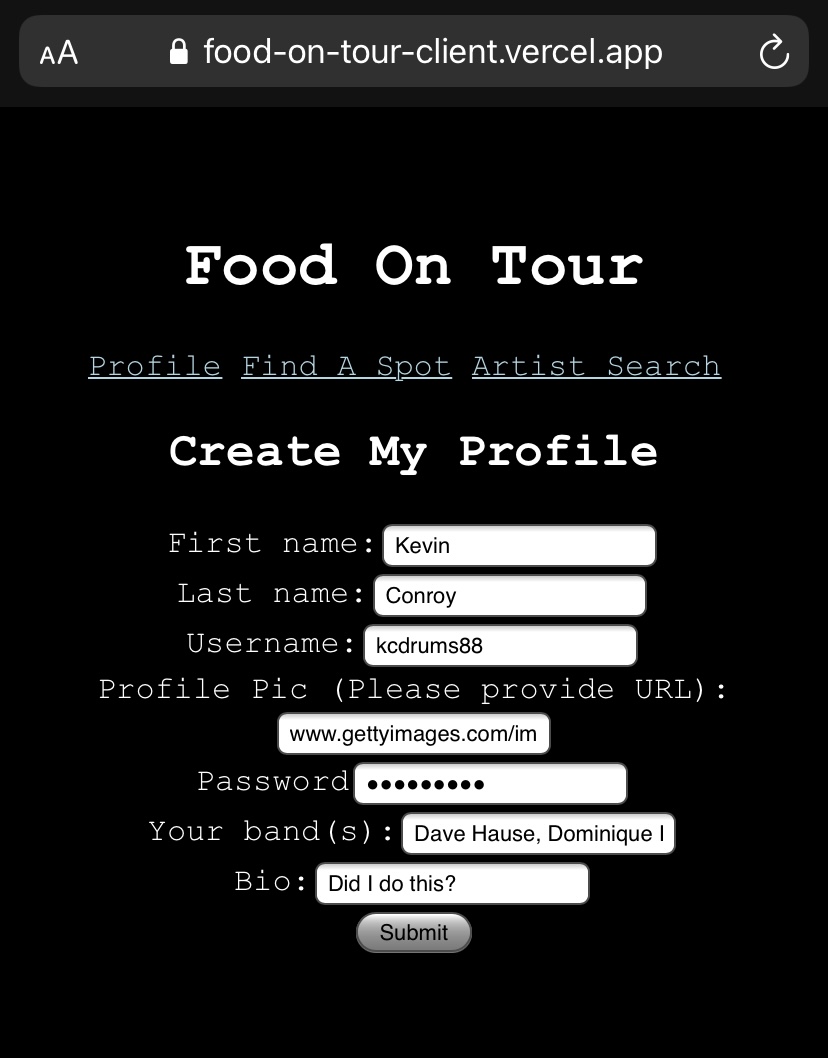 AA food-on-tour-client.vercel.app
Food On Tour
Profile Find A Spot Artist Search
Create My Profile
First name: Kevin
Last name: Conroy
Username: kcdrums88
Profile Pic (Please provide URL):
www.gettyimages.com/im
Password •••••••••
Your band(s): Dave Hause, Dominique
Bio: Did I do this?
Submit